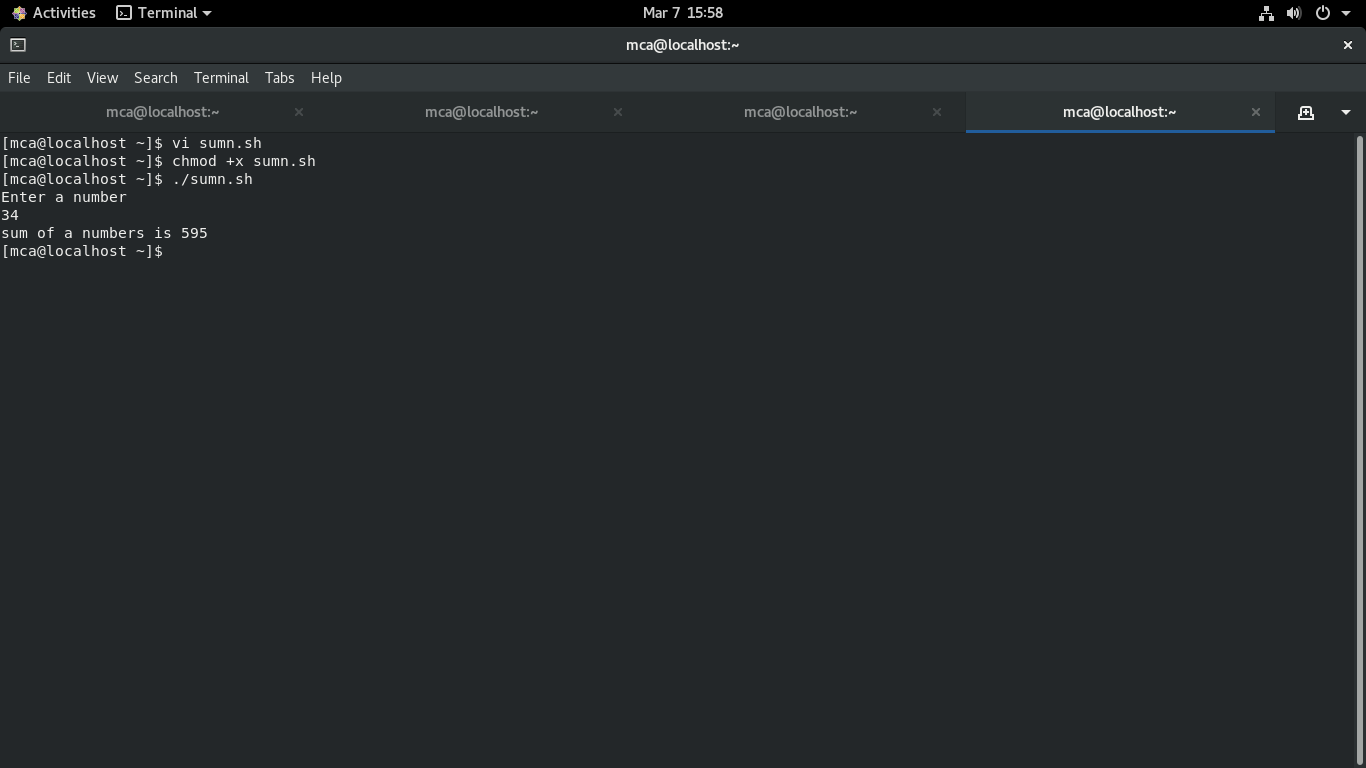 Activities Terminal Mar 7 15:58
mca@localhost:~
File Edit View Search Terminal Tabs Help
mca@localhost:~ mca@localhost:~ mca@localhost:~ mca@localhost:~
[mca@localhost ~]$ vi sumn.sh
[mca@localhost ~]$ chmod +x sumn.sh
[mca@localhost ~]$ ./sumn.sh
Enter a number
34
sum of a numbers is 595
[mca@localhost ~]$